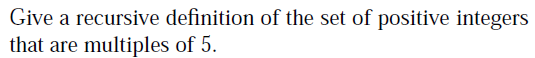 Give a recursive definition of the set of positive integers
that are multiples of 5.